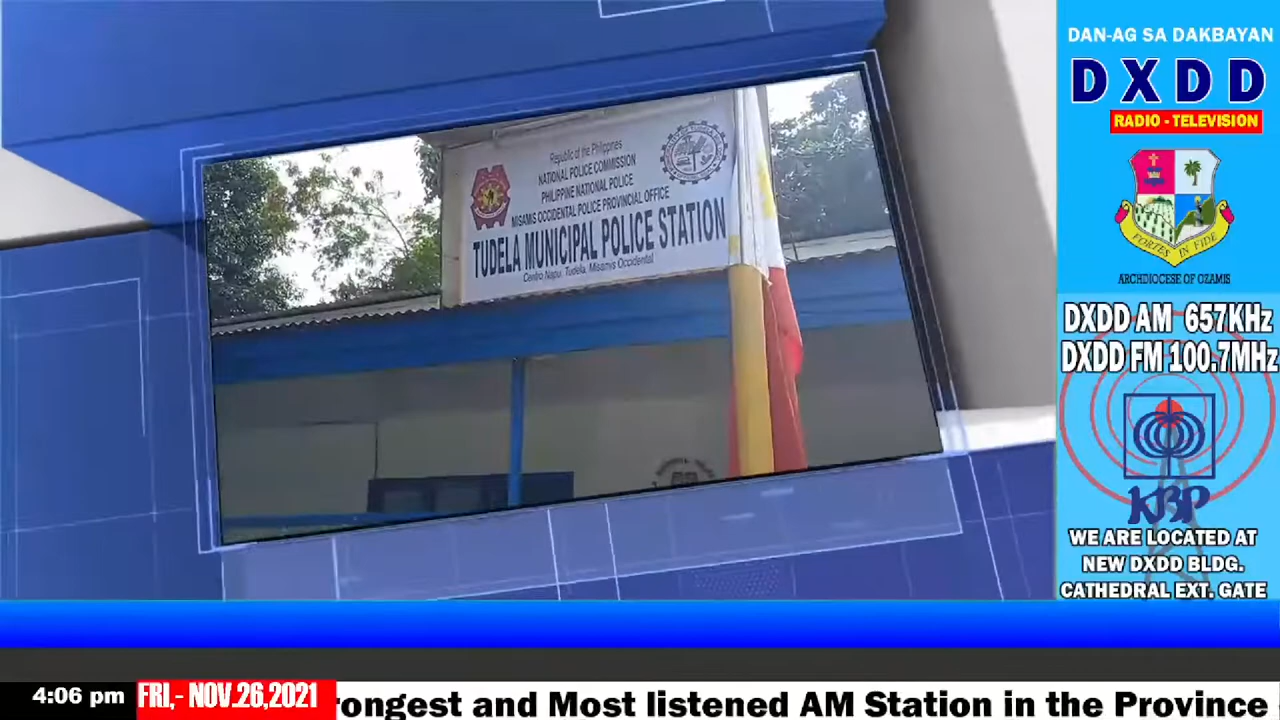 DAN-AG SA DAKBAYAN
DXDD
RADIO - TELEVISION
FORTES IN FIDE
ARCHDIOCESE OF OZAMIS
DXDD AM 657KHz
DXDD FM 100.7MHz
KBP
WE ARE LOCATED AT
NEW DXDD BLDG.
CATHEDRAL EXT. GATE
Republic of the Philippines
NATIONAL POLICE COMMISSION
PHILIPPINE NATIONAL POLICE
MISAMIS OCCIDENTAL POLICE PROVINCIAL OFFICE
TUDELA MUNICIPAL POLICE STATION
Centro Napu, Tudela, Misamis Occidental
4:06 pm
FRI,- NOV.26,2021
rongest and Most listened AM Station in the Province